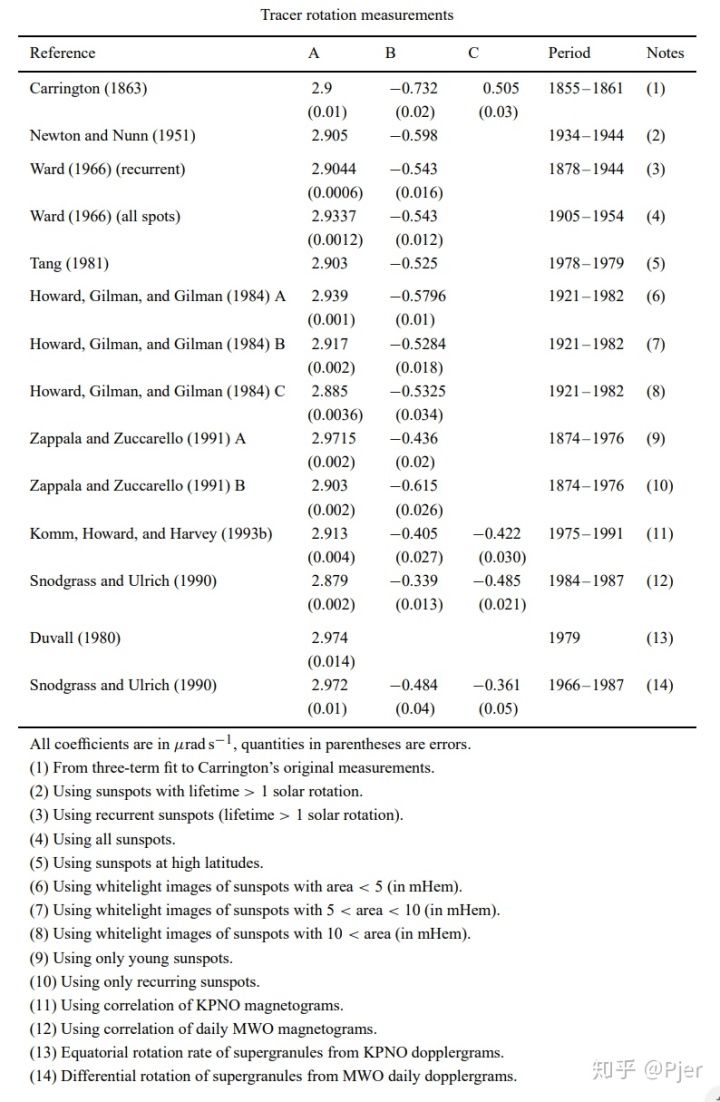 Tracer rotation measurements
Reference A B C Period Notes
Carrington (1863) 2.9 −0.732 0.505 1855–1861 (1)
(0.01) (0.02) (0.03)
Newton and Nunn (1951) 2.905 −0.598 1934–1944 (2)
Ward (1966) (recurrent) 2.9044 −0.543 1878–1944 (3)
(0.0006) (0.016)
Ward (1966) (all spots) 2.9337 −0.543 1905–1954 (4)
(0.0012) (0.012)
Tang (1981) 2.903 −0.525 1978–1979 (5)
Howard, Gilman, and Gilman (1984) A 2.939 −0.5796 1921–1982 (6)
(0.001) (0.01)
Howard, Gilman, and Gilman (1984) B 2.917 −0.5284 1921–1982 (7)
(0.002) (0.018)
Howard, Gilman, and Gilman (1984) C 2.885 −0.5325 1921–1982 (8)
(0.0036) (0.034)
Zappala and Zuccarello (1991) A 2.9715 −0.436 1874–1976 (9)
(0.002) (0.02)
Zappala and Zuccarello (1991) B 2.903 −0.615 1874–1976 (10)
(0.002) (0.026)
Komm, Howard, and Harvey (1993b) 2.913 −0.405 −0.422 1975–1991 (11)
(0.004) (0.027) (0.030)
Snodgrass and Ulrich (1990) 2.879 −0.339 −0.485 1984–1987 (12)
(0.002) (0.013) (0.021)
Duvall (1980) 2.974 1979 (13)
(0.014)
Snodgrass and Ulrich (1990) 2.972 −0.484 −0.361 1966–1987 (14)
(0.01) (0.04) (0.05)
All coefficients are in μrad s⁻¹, quantities in parentheses are errors.
(1) From three-term fit to Carrington's original measurements.
(2) Using sunspots with lifetime > 1 solar rotation.
(3) Using recurrent sunspots (lifetime > 1 solar rotation).
(4) Using all sunspots.
(5) Using sunspots at high latitudes.
(6) Using whitelight images of sunspots with area < 5 (in mHem).
(7) Using whitelight images of sunspots with 5 < area < 10 (in mHem).
(8) Using whitelight images of sunspots with 10 < area (in mHem).
(9) Using only young sunspots.
(10) Using only recurring sunspots.
(11) Using correlation of KPNO magnetograms.
(12) Using correlation of daily MWO magnetograms.
(13) Equatorial rotation rate of supergranules from KPNO dopplergrams.
(14) Differential rotation of supergranules from MWO daily dopplergrams.
知乎 @Pjer